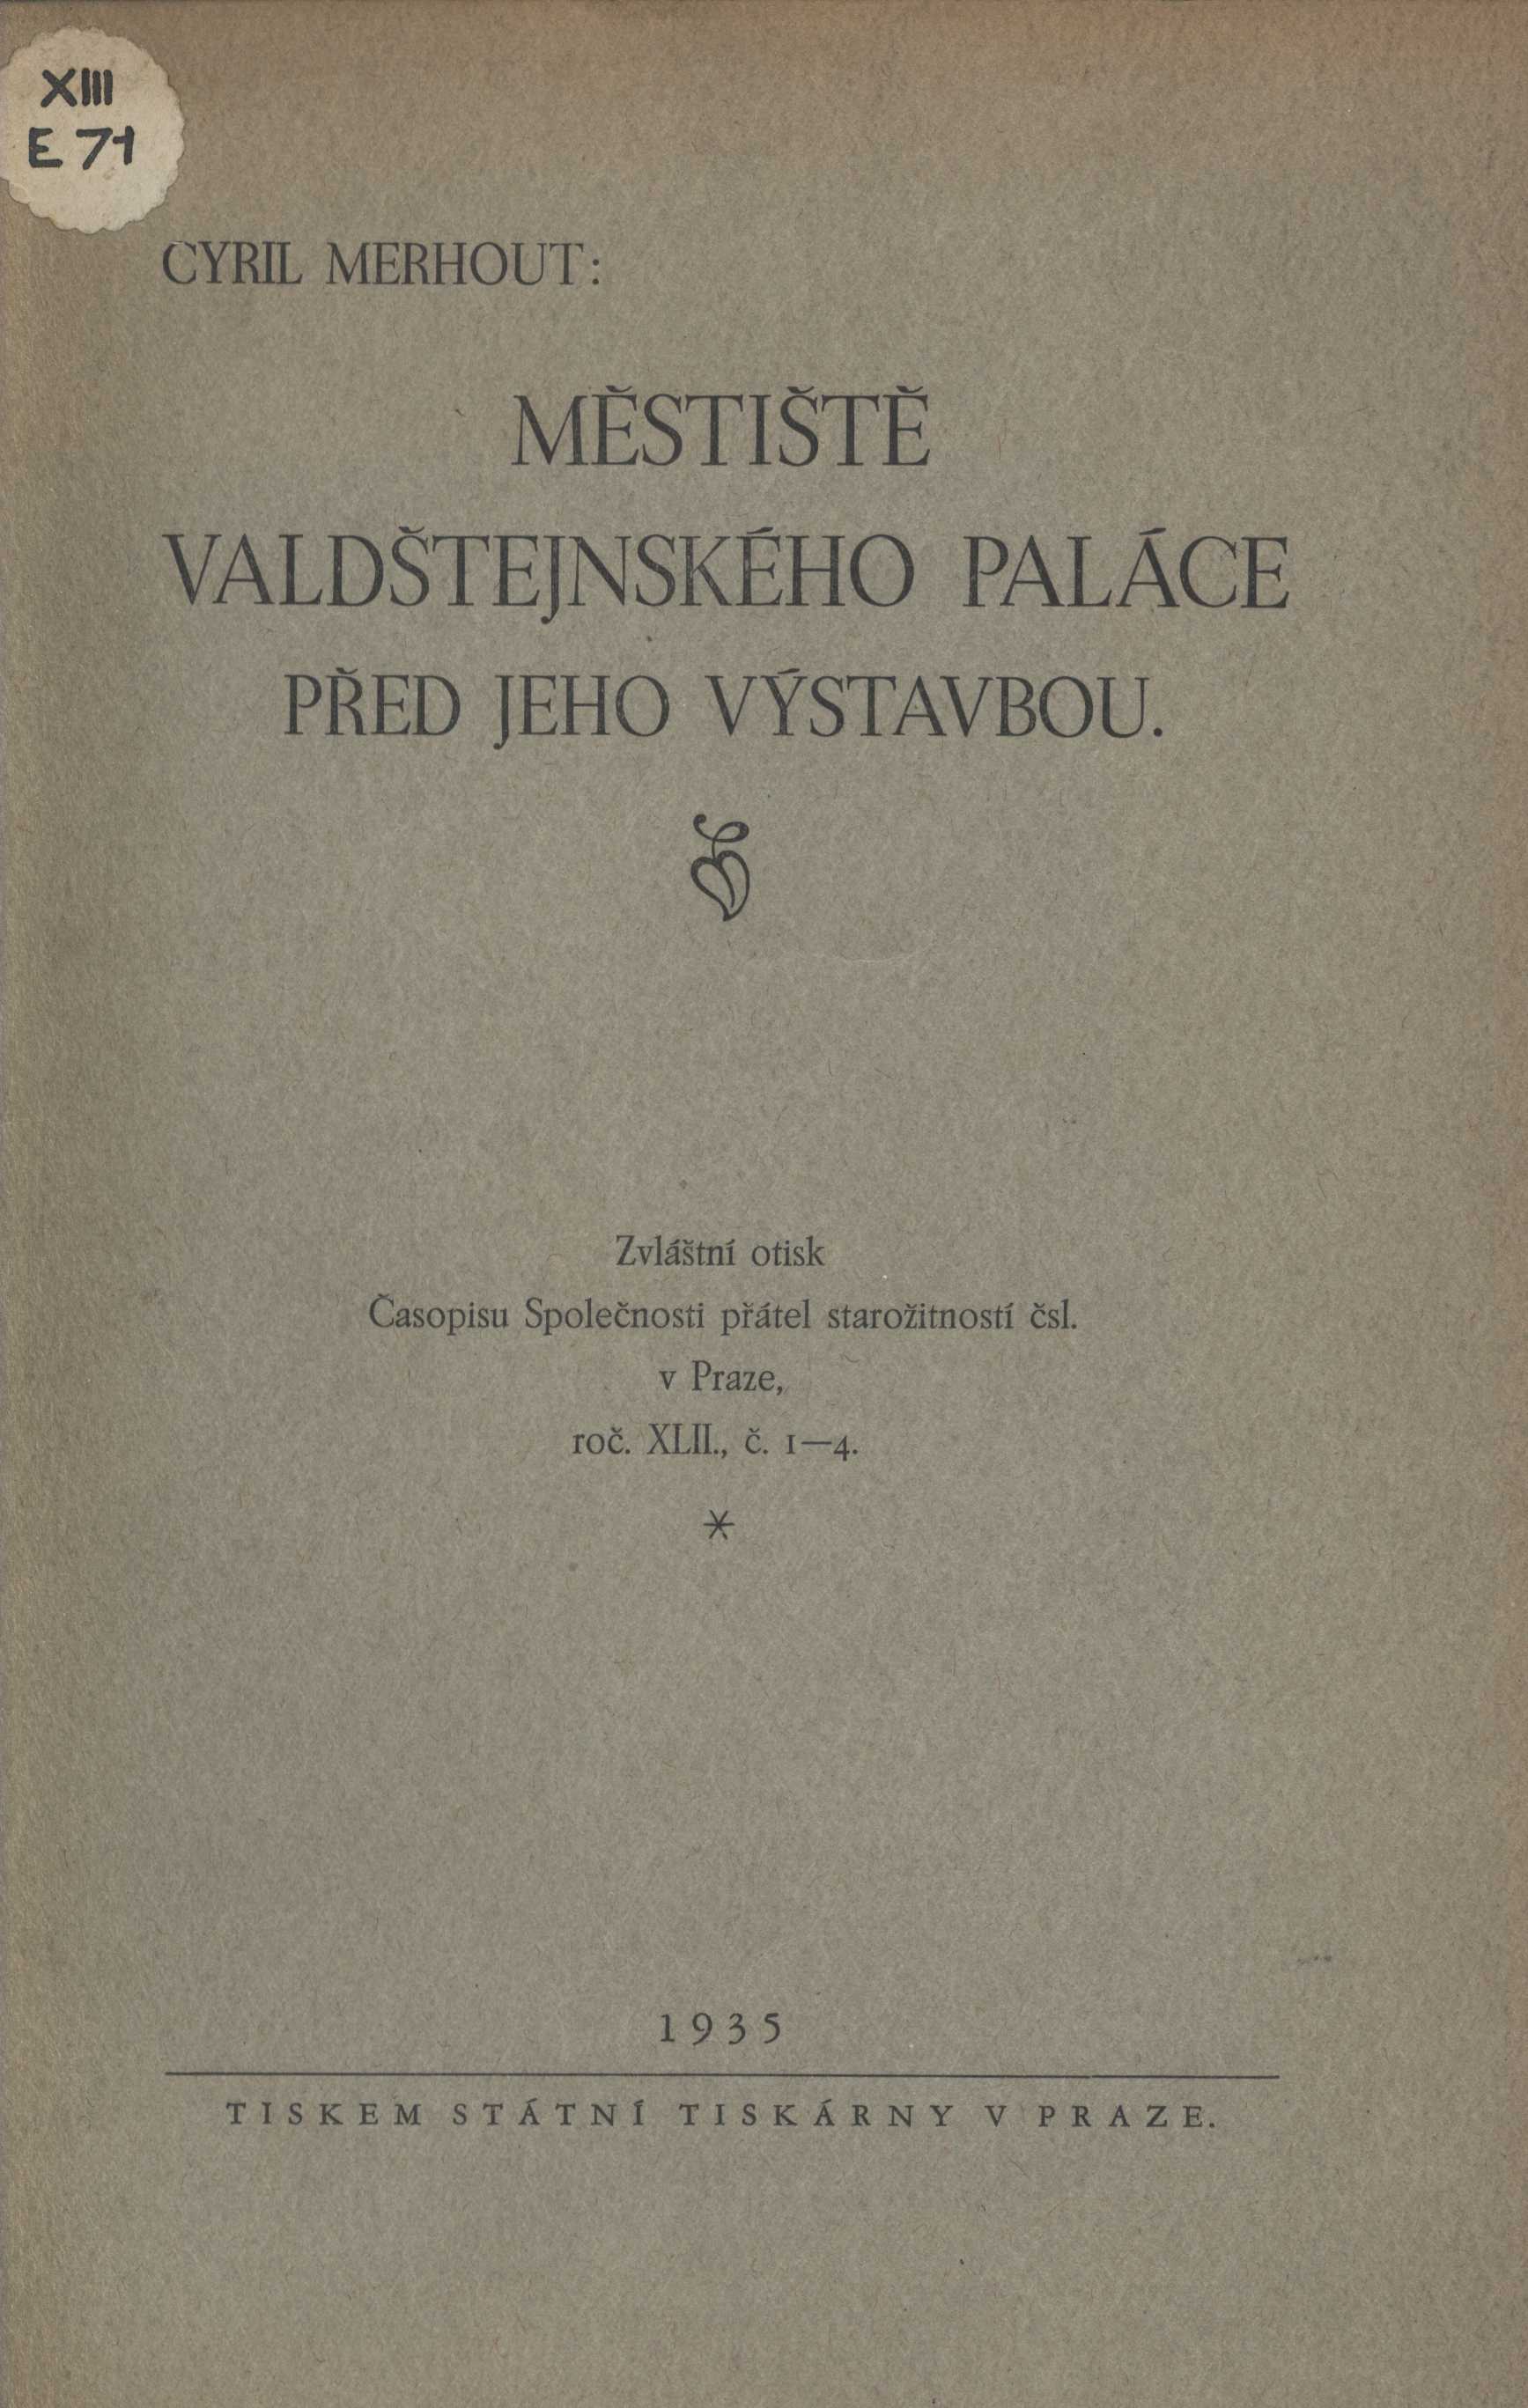 XIII
E 71
CYRIL MERHOUT:
MĚSTIŠTĚ
VALDŠTEJNSKÉHO PALÁCE
PŘED JEHO VÝSTAVBOU.
Zvláštní otisk
Časopisu Společnosti přátel starožitností čsl.
v Praze,
roč. XLII., č. 1—4.
*
1935
TISKEM STÁTNÍ TISKÁRNY V PRAZE.